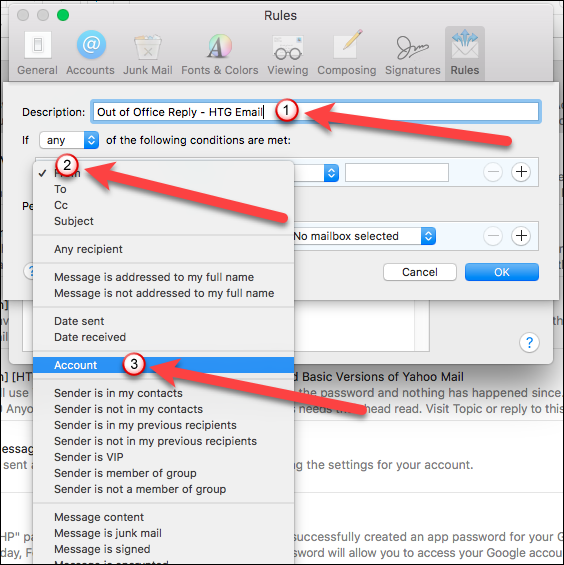 Rules
General Accounts Junk Mail Fonts & Colors Viewing Composing Signatures Rules
Description: Out of Office Reply - HTG Email 1
If any of the following conditions are met:
2
✓
To
Cc
Subject
Any recipient
Message is addressed to my full name
Message is not addressed to my full name
Date sent
Date received
Account 3
Sender is in my contacts
Sender is not in my contacts
Sender is in my previous recipients
Sender is not in my previous recipients
Sender is VIP
Sender is member of group
Sender is not a member of group
Message content
Message is junk mail
Message is signed
No mailbox selected
? Cancel OK
?
] [HT
d Basic Versions of Yahoo Mail
the password and nothing has happened since.
Anyo
needs
head read. Visit Topic or reply to this
sent
ng the settings for your account.
HP" pa
successfully created an app password for your G
day, F
sword will allow you to access your Google accou